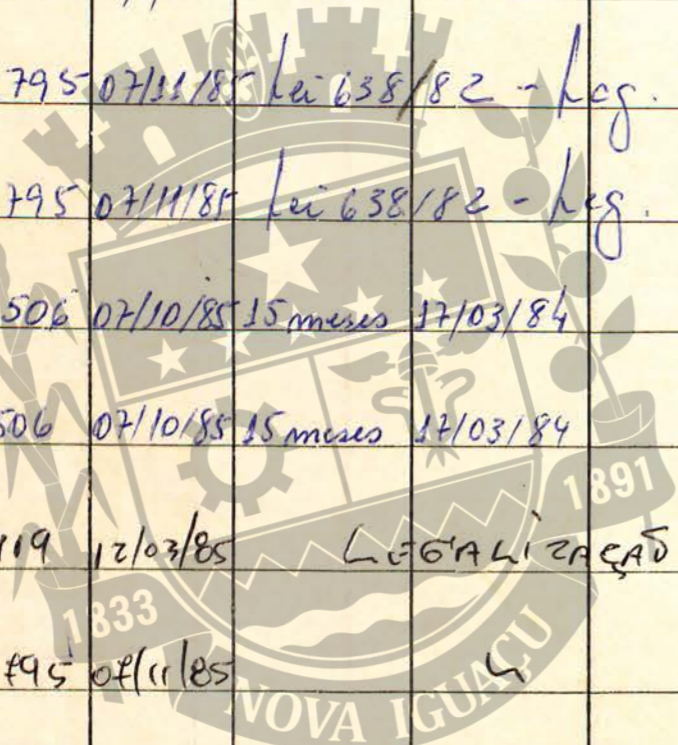 795 07/11/85 Lei 638/82 - Leg.
795 07/11/85 Lei 638/82 - Leg.
506 07/10/85 15 meses 17/03/84
506 07/10/85 15 meses 17/03/84
119 12/03/85 LEGALIZAÇÃO
795 07/11/85 4
1833
1891
NOVA IGUAÇU